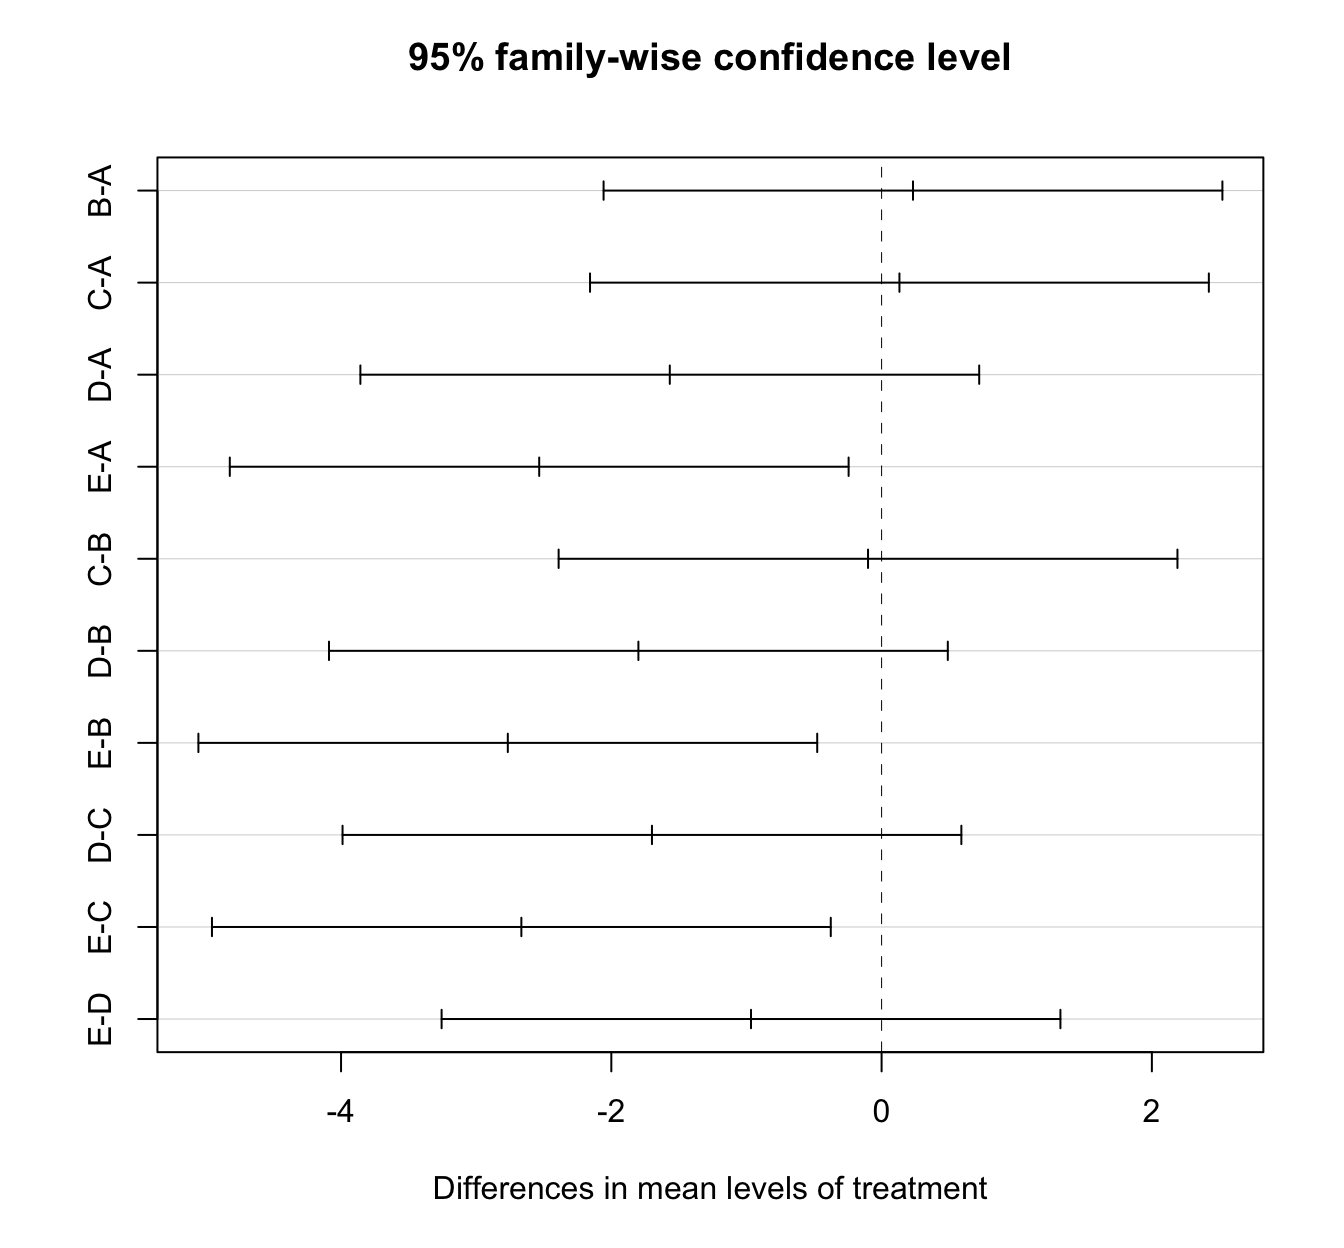 95% family-wise confidence level
B-A
C-A
D-A
E-A
C-B
D-B
E-B
D-C
E-C
E-D
-4 -2 0 2
Differences in mean levels of treatment